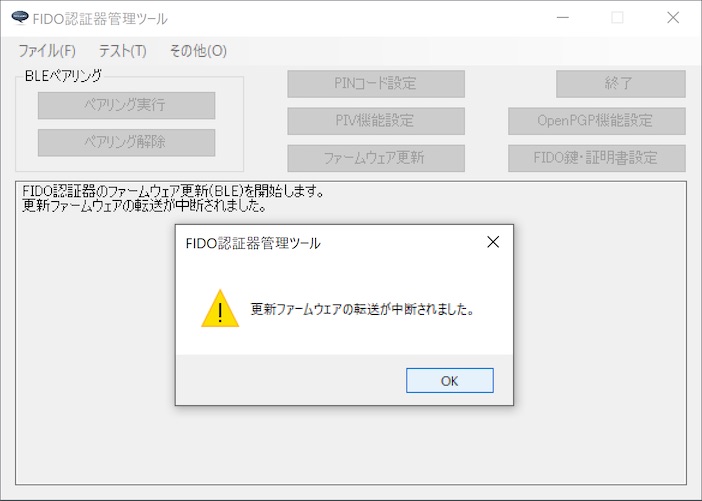 FIDO認証器管理ツール
ファイル(F) テスト(T) その他(O)
BLEペアリング
ペアリング実行
ペアリング解除
PINコード設定
終了
PIV機能設定
OpenPGP機能設定
ファームウェア更新
FIDO鍵・証明書設定
FIDO認証器のファームウェア更新(BLE)を開始します。
更新ファームウェアの転送が中断されました。
FIDO認証器管理ツール
更新ファームウェアの転送が中断されました。
OK